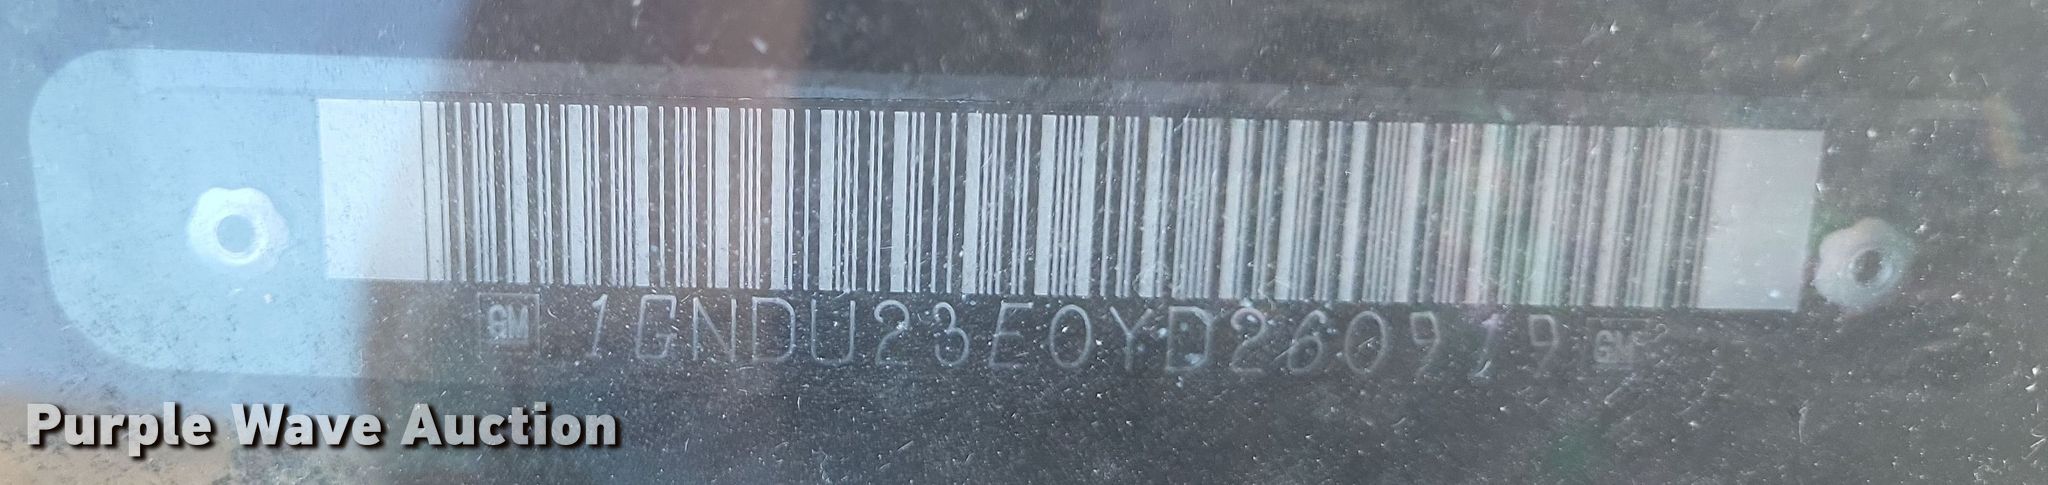 GM 1GNDU23E0YD260919 GM
Purple Wave Auction